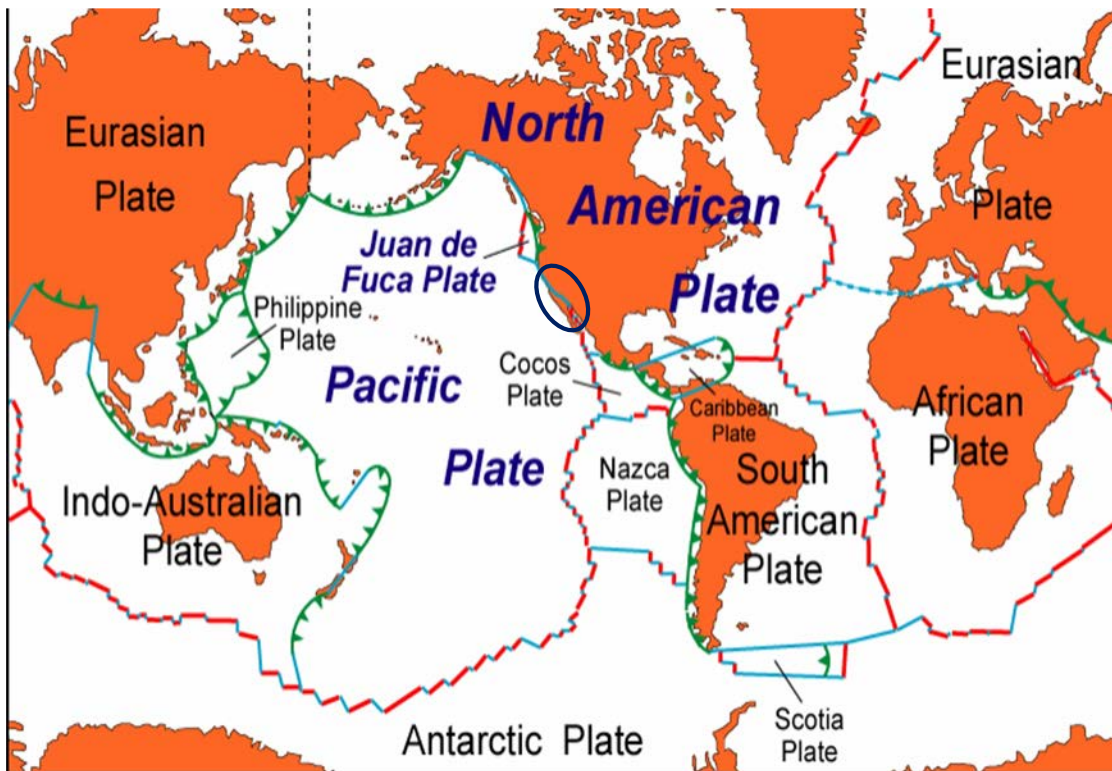 Eurasian
Plate
North
American
Plate
Eurasian
Plate
Juan de
Fuca Plate
Philippine
Plate
Pacific
Plate
Cocos
Plate
Caribbean
Plate
African
Plate
Indo-Australian
Plate
Nazca
Plate
South
American
Plate
Scotia
Plate
Antarctic Plate